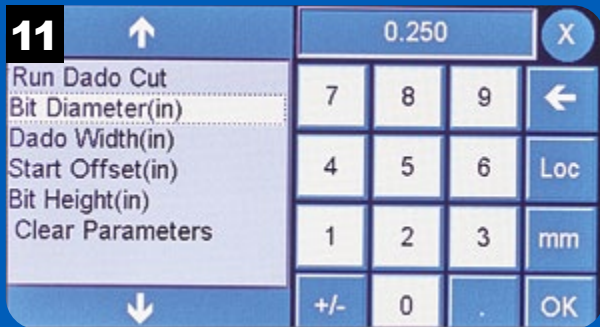 11
0.250
X
Run Dado Cut
Bit Diameter(in)
Dado Width(in)
Start Offset(in)
Bit Height(in)
Clear Parameters
7 8 9
4 5 6 Loc
1 2 3 mm
+/- 0 . OK